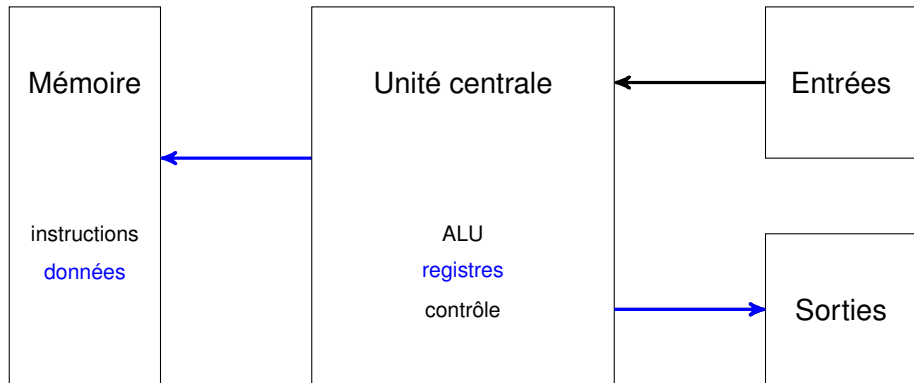 Mémoire
Unité centrale
Entrées
instructions
données
ALU
registres
contrôle
Sorties